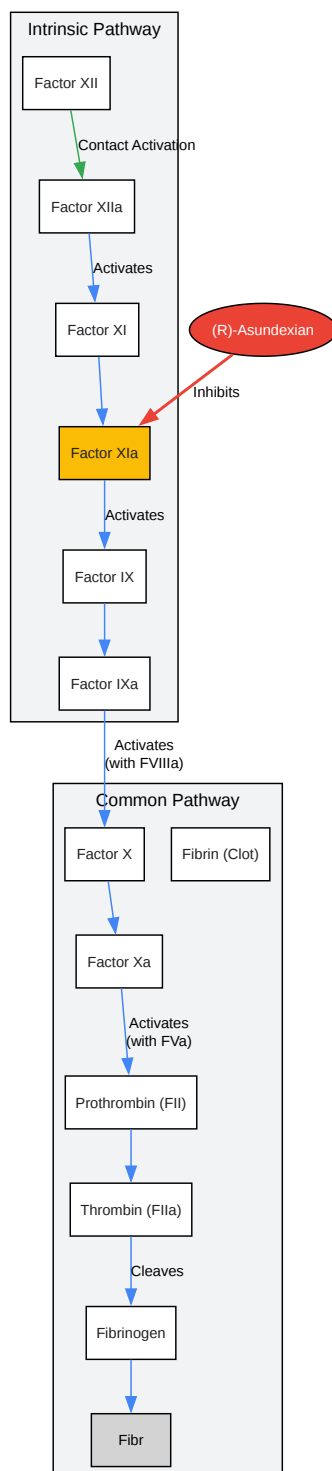 Intrinsic Pathway
Factor XII
Contact Activation
Factor XIIa
Activates
Factor XI
(R)-Asundexian
Inhibits
Factor XIa
Activates
Factor IX
Factor IXa
Activates
(with FVIIIa)
Common Pathway
Factor X
Fibrin (Clot)
Factor Xa
Activates
(with FVa)
Prothrombin (FII)
Thrombin (FIIa)
Cleaves
Fibrinogen
Fibr